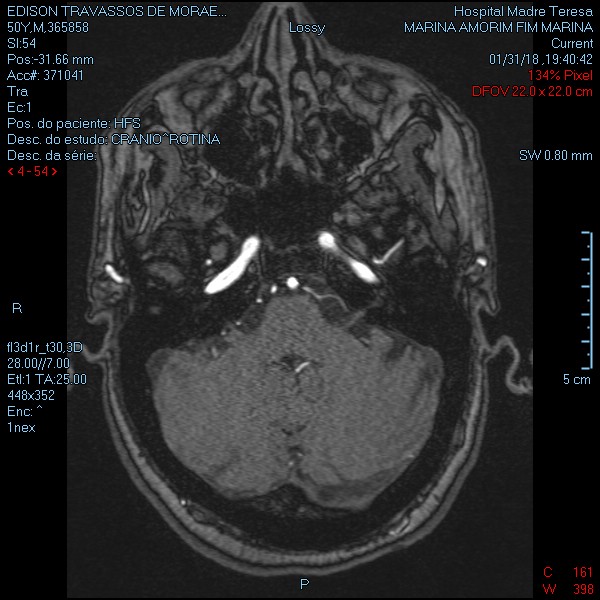 EDISON TRAVASSOS DE MORAE...
50Y,M,365858
Sl:54
Pos:-31.66 mm
Acc#: 371041
Tra
Ec:1
Pos. do paciente: HFS
Desc. do estudo: CRANIO^ROTINA
Desc. da série:
< 4 - 54 >
Lossy
Hospital Madre Teresa
MARINA AMORIM FIM MARINA
Current
01/31/18 ,19:40:42
134% Pixel
DFOV 22.0 x 22.0 cm
SW 0.80 mm
R
fl3d1r_t30,3D
28.00//7.00
Etl:1 TA:25.00
448x352
Enc: ^
1nex
5 cm
P
C 161
W 398